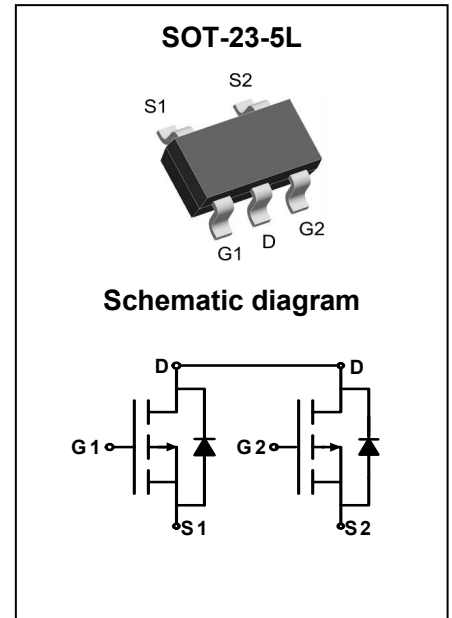 SOT-23-5L
S2
S1
G2
D
G1
Schematic diagram
D D
G1 G2
S1 S2